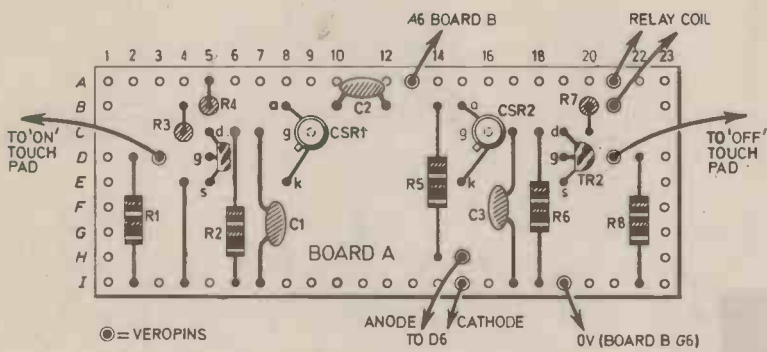 A6 BOARD B
RELAY COIL
1 2 3 4 5 6 7 8 9 10 12 14 16 18 20 22 23
A
B R4 a C2 a R7
R3 CSR1 CSR2
C d g g d
TO 'ON' TOUCH PAD
TO 'OFF' TOUCH PAD
D g g TR2
E s k R5 k s
F R1 C3 R6 R8
G R2 C1
H BOARD A
I
= VEROPINS
ANODE CATHODE
TO D6
0V (BOARD B G6)